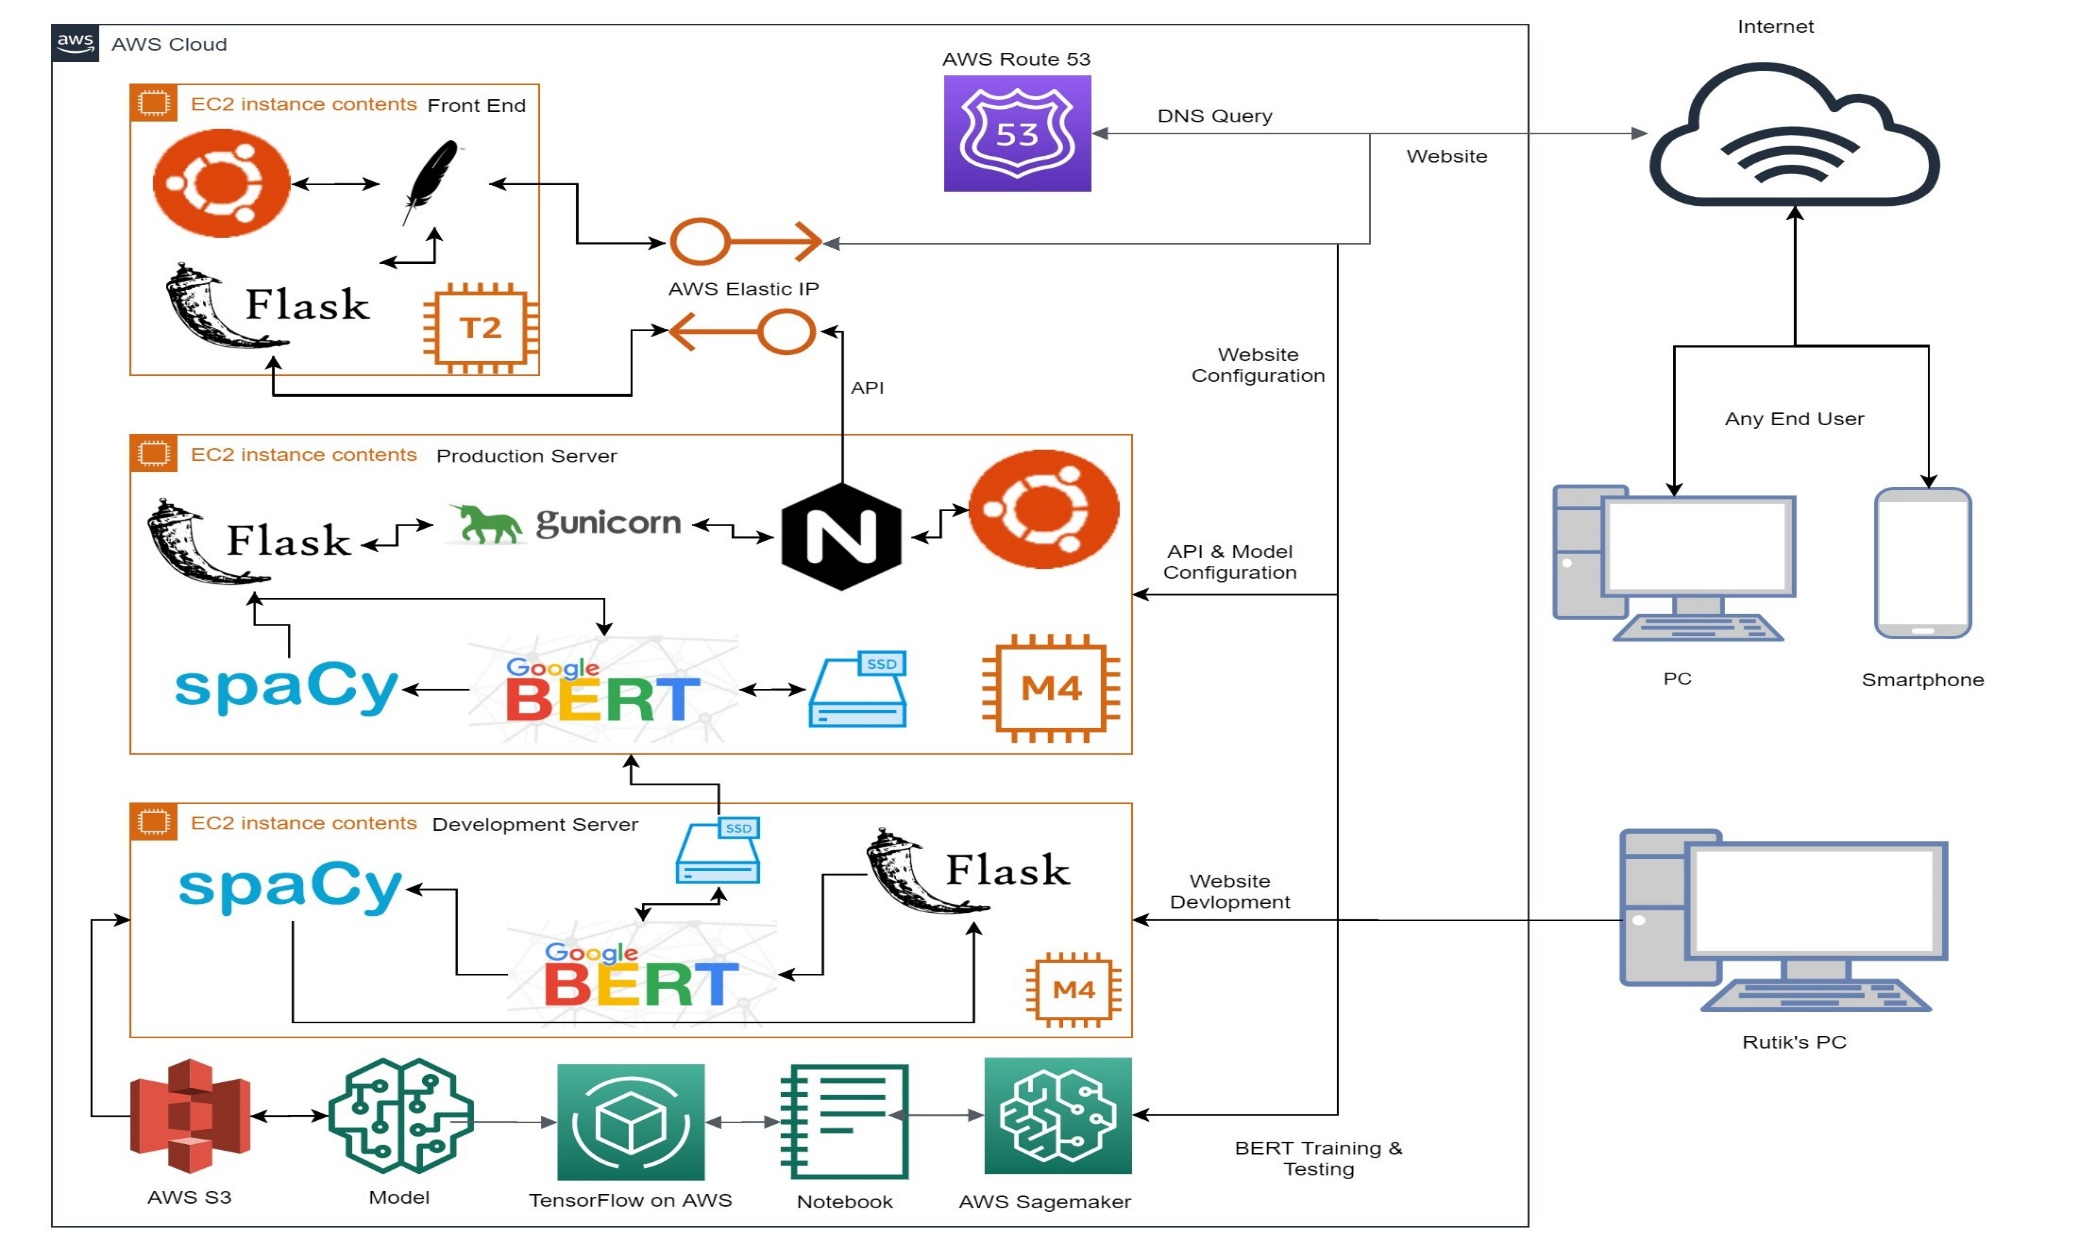 aws
AWS Cloud
Internet
AWS Route 53
53
DNS Query
Website
EC2 instance contents Front End
Flask
T2
AWS Elastic IP
API
Website
Configuration
Any End User
EC2 instance contents Production Server
Flask
gunicorn
N
API & Model
Configuration
spaCy
Google
BERT
SSD
M4
PC
Smartphone
EC2 instance contents Development Server
spaCy
SSD
Flask
Google
BERT
M4
Website
Devlopment
Rutik's PC
BERT Training &
Testing
AWS S3
Model
TensorFlow on AWS
Notebook
AWS Sagemaker